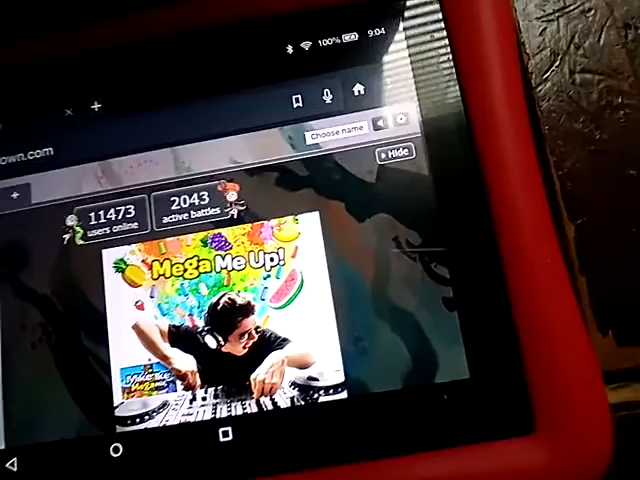 100% 9:04
own.com
Choose name
Hide
11473
users online
2043
active battles
Mega Me Up!